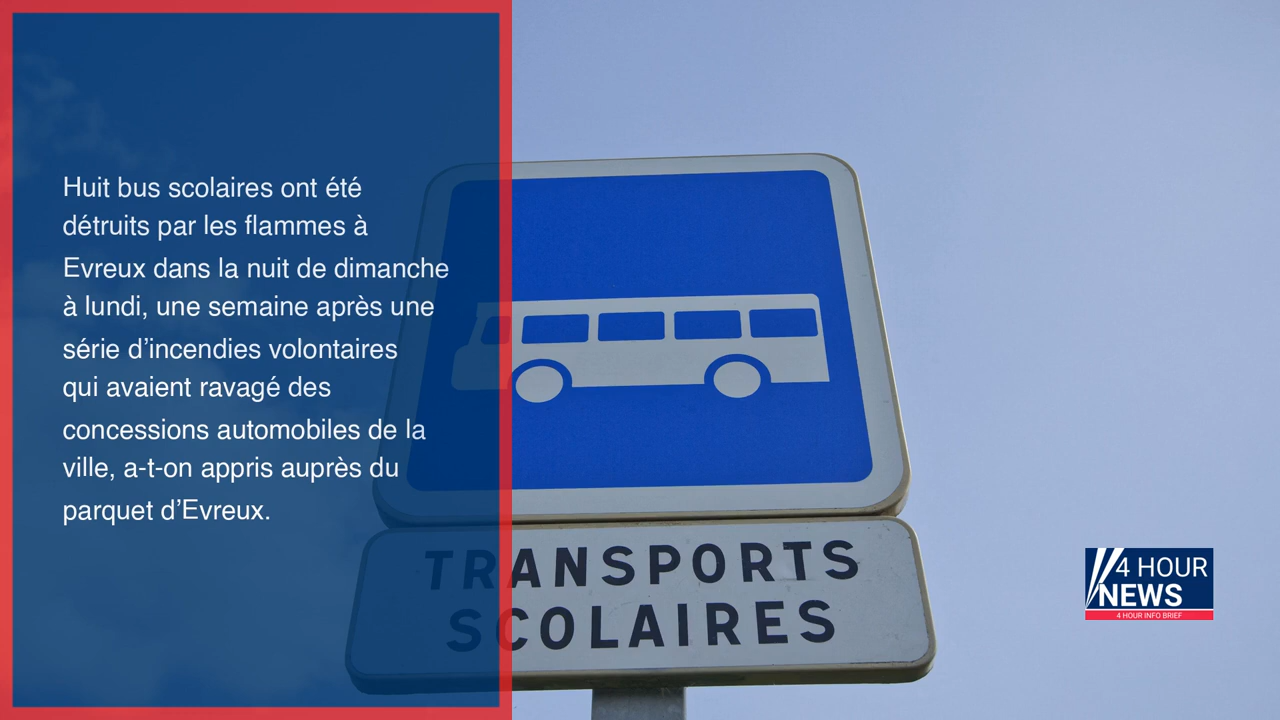 Huit bus scolaires ont été
détruits par les flammes à
Evreux dans la nuit de dimanche
à lundi, une semaine après une
série d’incendies volontaires
qui avaient ravagé des
concessions automobiles de la
ville, a-t-on appris auprès du
parquet d’Evreux.
TRANSPORTS
SCOLAIRES
4 HOUR
NEWS
4 HOUR INFO BRIEF